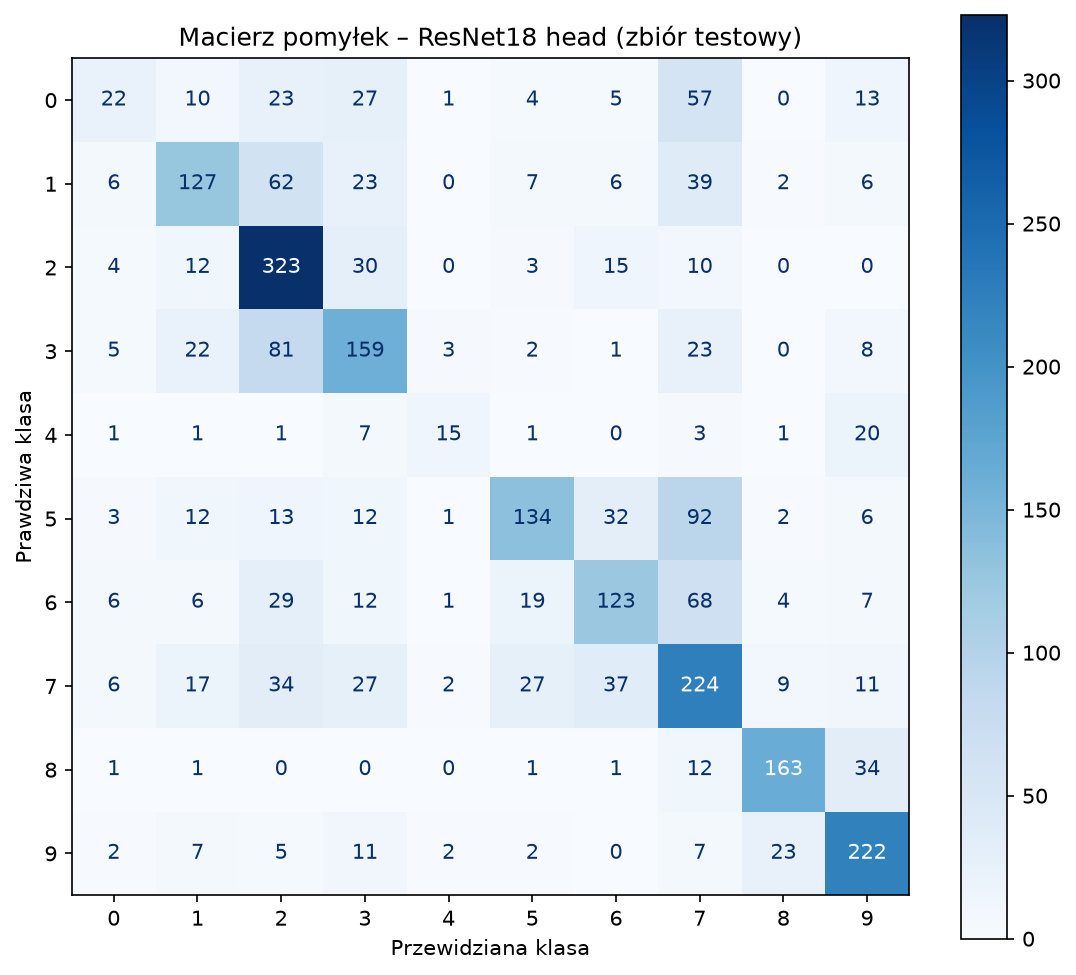 Macierz pomyłek – ResNet18 head (zbiór testowy)
0 22 10 23 27 1 4 5 57 0 13
1 6 127 62 23 0 7 6 39 2 6
2 4 12 323 30 0 3 15 10 0 0
3 5 22 81 159 3 2 1 23 0 8
4 1 1 1 7 15 1 0 3 1 20
5 3 12 13 12 1 134 32 92 2 6
6 6 6 29 12 1 19 123 68 4 7
7 6 17 34 27 2 27 37 224 9 11
8 1 1 0 0 0 1 1 12 163 34
9 2 7 5 11 2 2 0 7 23 222
0 1 2 3 4 5 6 7 8 9
Prawdziwa klasa
Przewidziana klasa
300
250
200
150
100
50
0